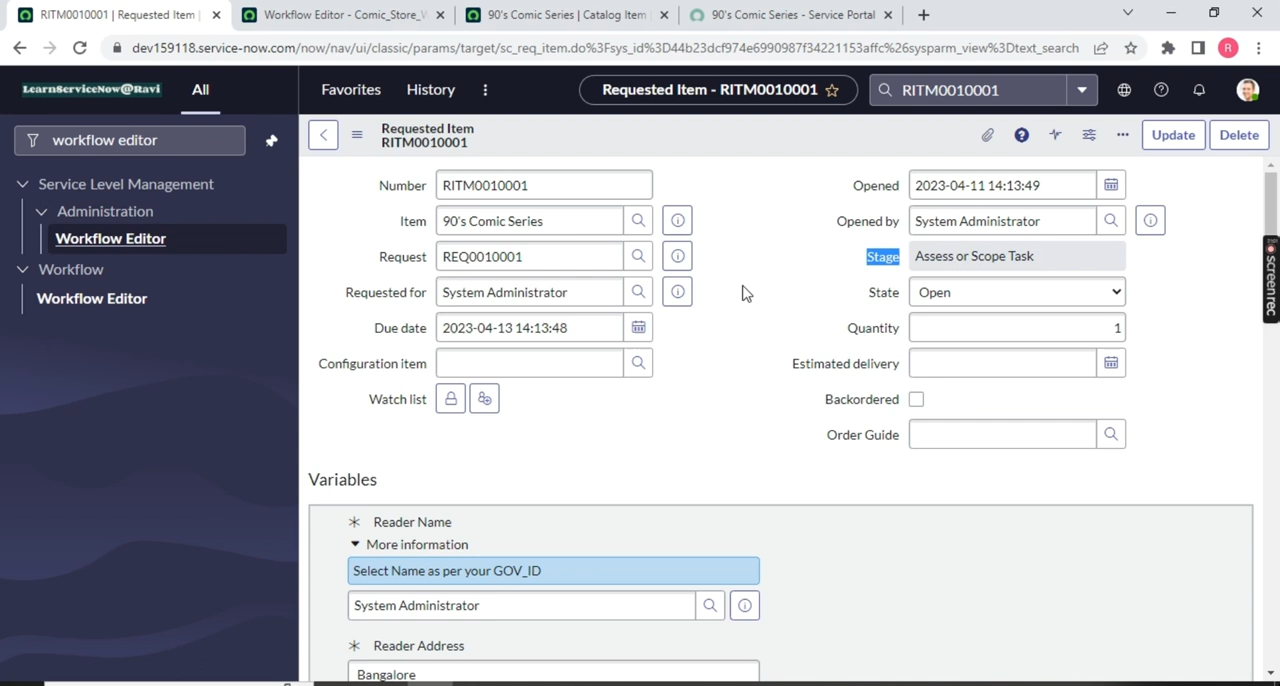 RITM0010001 | Requested Item |
Workflow Editor - Comic_Store_W
90's Comic Series | Catalog Item
90's Comic Series - Service Portal
dev159118.service-now.com/now/nav/ui/classic/params/target/sc_req_item.do%3Fsys_id%3D44b23dcf974e6990987f34221153affc%26sysparm_view%3Dtext_search
R
LearnServiceNow@Ravi
All
Favorites
History
Requested Item - RITM0010001
RITM0010001
workflow editor
Service Level Management
Administration
Workflow Editor
Workflow
Workflow Editor
Requested Item
RITM0010001
Update
Delete
Number
RITM0010001
Opened
2023-04-11 14:13:49
Item
90's Comic Series
Opened by
System Administrator
Request
REQ0010001
Stage
Assess or Scope Task
Requested for
System Administrator
State
Open
Due date
2023-04-13 14:13:48
Quantity
1
Configuration item
Estimated delivery
Watch list
Backordered
Order Guide
Variables
Reader Name
More information
Select Name as per your GOV_ID
System Administrator
Reader Address
Bangalore
screenrec